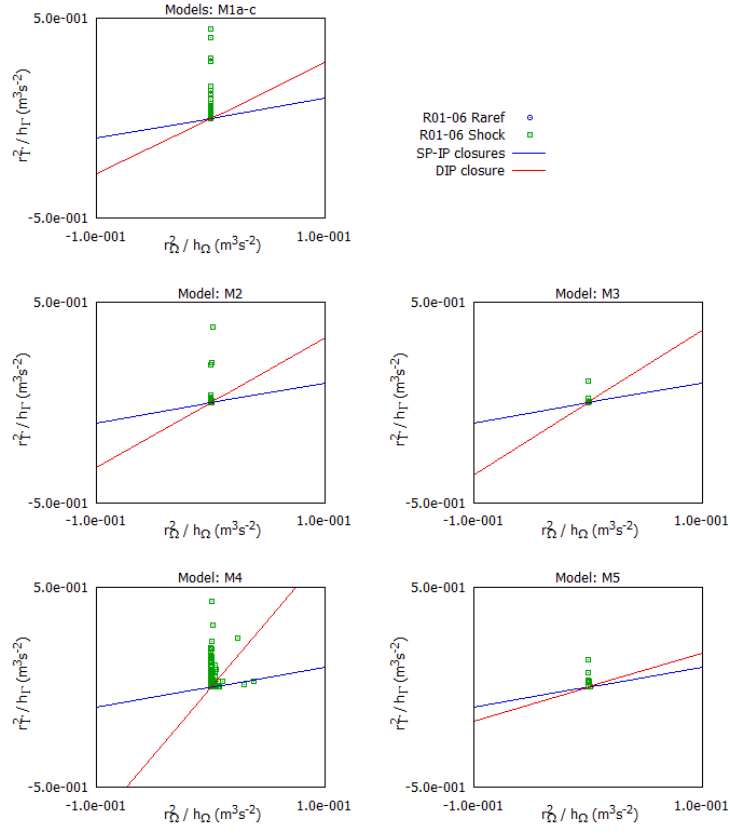 Models: M1a-c
5.0e-001
r²Γ / hΓ (m³s⁻²)
-5.0e-001
-1.0e-001
1.0e-001
r²Ω / hΩ (m³s⁻²)
R01-06 Raref
R01-06 Shock
SP-IP closures
DIP closure
Model: M2
5.0e-001
r²Γ / hΓ (m³s⁻²)
-5.0e-001
-1.0e-001
1.0e-001
r²Ω / hΩ (m³s⁻²)
Model: M3
5.0e-001
r²Γ / hΓ (m³s⁻²)
-5.0e-001
-1.0e-001
1.0e-001
r²Ω / hΩ (m³s⁻²)
Model: M4
5.0e-001
r²Γ / hΓ (m³s⁻²)
-5.0e-001
-1.0e-001
1.0e-001
r²Ω / hΩ (m³s⁻²)
Model: M5
5.0e-001
r²Γ / hΓ (m³s⁻²)
-5.0e-001
-1.0e-001
1.0e-001
r²Ω / hΩ (m³s⁻²)